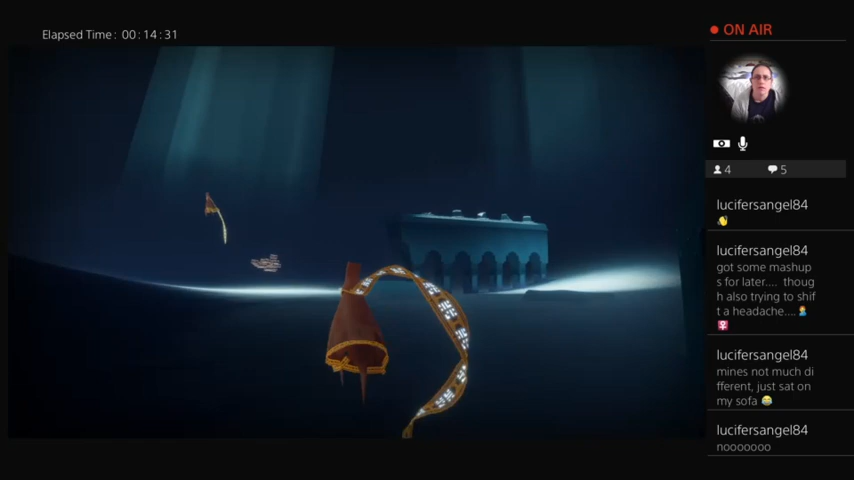 Elapsed Time: 00:14:31
ON AIR
4 5
lucifersangel84
lucifersangel84
got some mashup
s for later.... thoug
h also trying to shif
t a headache....
lucifersangel84
mines not much di
fferent, just sat on
my sofa
lucifersangel84
nooooooo